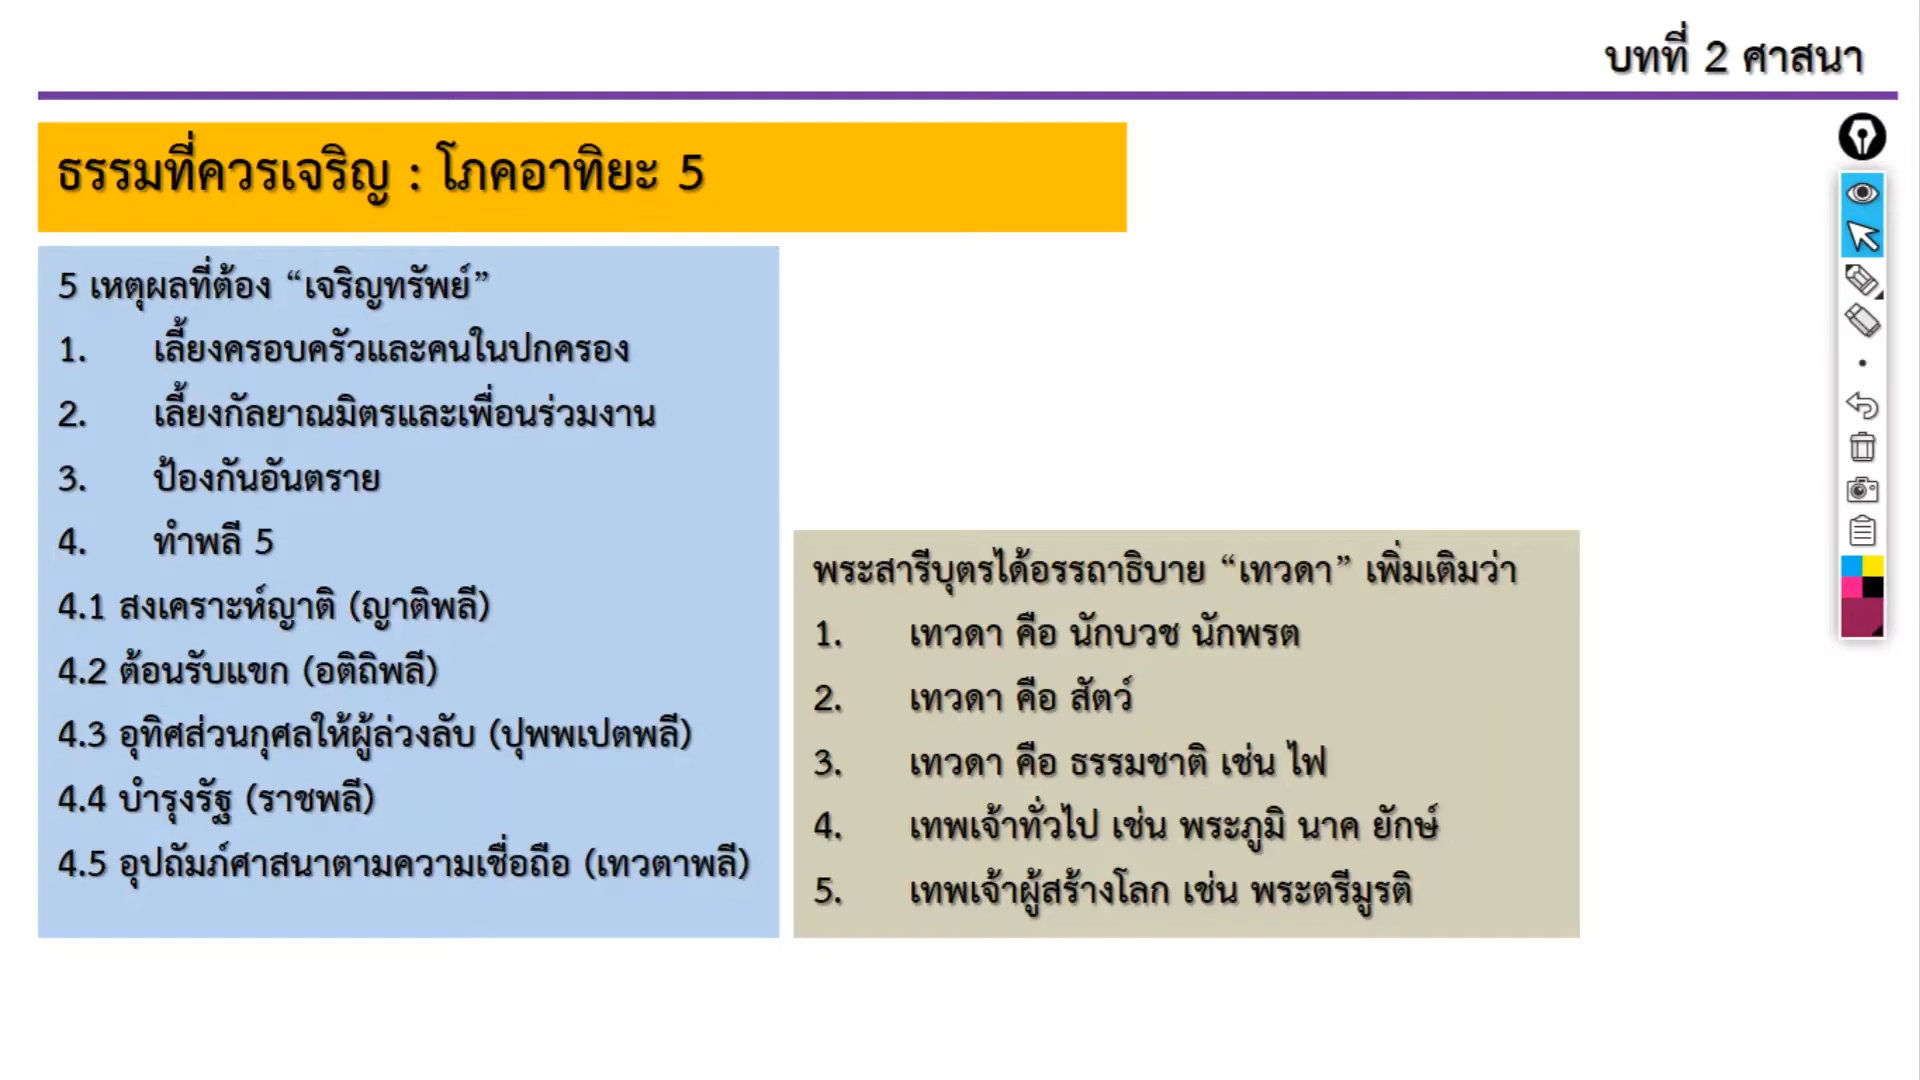 บทที่ 2 ศาสนา
ธรรมที่ควรเจริญ : โภคอาทิยะ 5
5 เหตุผลที่ต้อง “เจริญทรัพย์”
1. เลี้ยงครอบครัวและคนในปกครอง
2. เลี้ยงกัลยาณมิตรและเพื่อนร่วมงาน
3. ป้องกันอันตราย
4. ทำพลี 5
4.1 สงเคราะห์ญาติ (ญาติพลี)
4.2 ต้อนรับแขก (อติถิพลี)
4.3 อุทิศส่วนกุศลให้ผู้ล่วงลับ (ปุพพเปตพลี)
4.4 บำรุงรัฐ (ราชพลี)
4.5 อุปถัมภ์ศาสนาตามความเชื่อถือ (เทวตาพลี)
พระสารีบุตรได้อรรถาธิบาย “เทวดา” เพิ่มเติมว่า
1. เทวดา คือ นักบวช นักพรต
2. เทวดา คือ สัตว์
3. เทวดา คือ ธรรมชาติ เช่น ไฟ
4. เทพเจ้าทั่วไป เช่น พระภูมิ นาค ยักษ์
5. เทพเจ้าผู้สร้างโลก เช่น พระตรีมูรติ